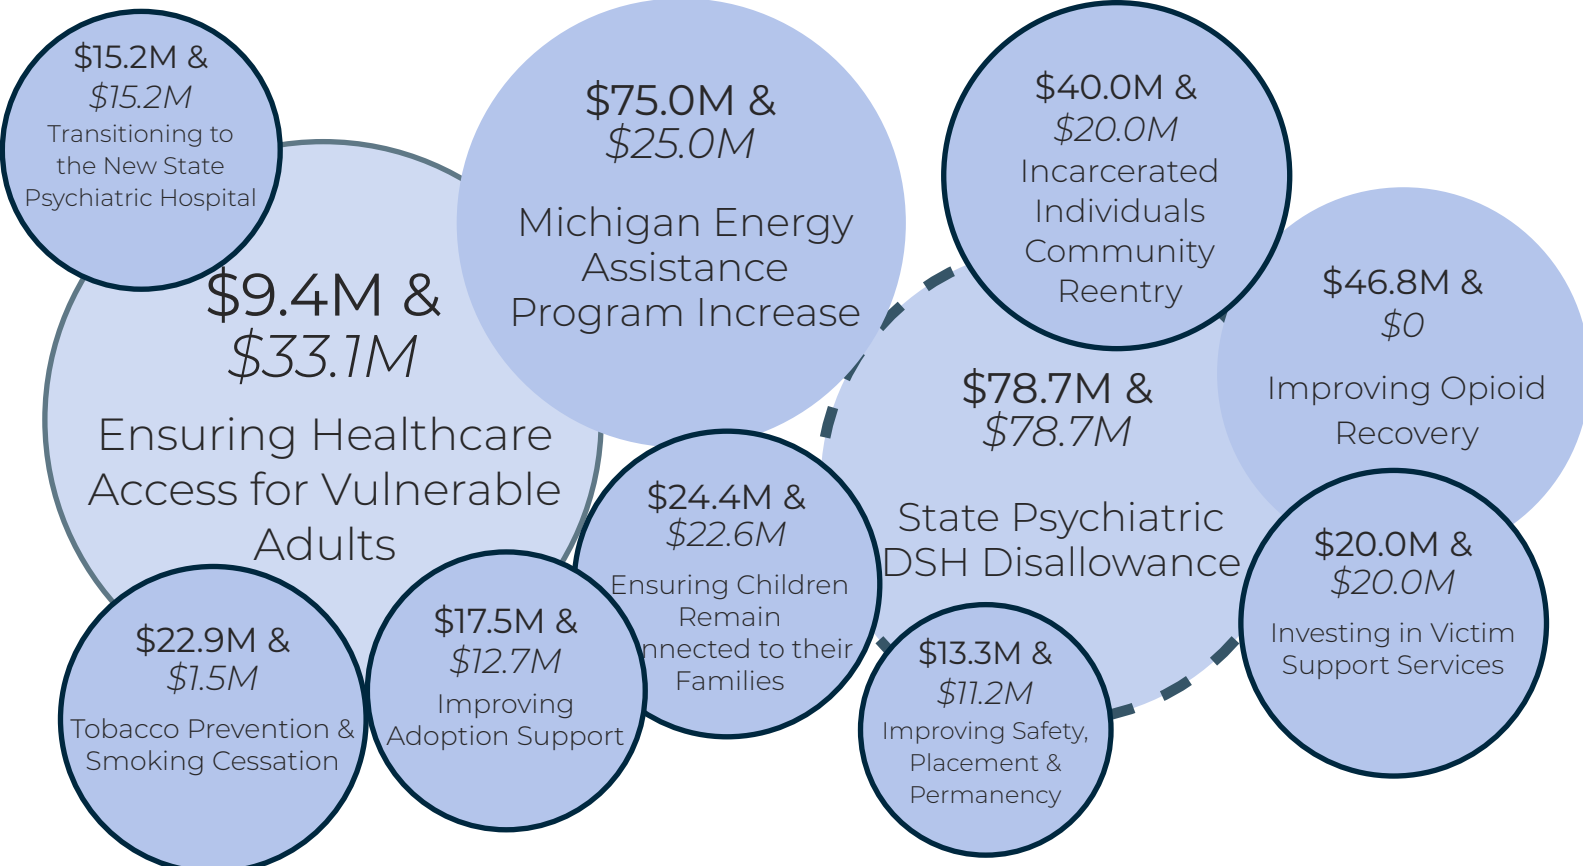 $15.2M &
$15.2M
Transitioning to
the New State
Psychiatric Hospital
$75.0M &
$25.0M
Michigan Energy
Assistance
Program Increase
$40.0M &
$20.0M
Incarcerated
Individuals
Community
Reentry
$9.4M &
$33.1M
Ensuring Healthcare
Access for Vulnerable
Adults
$46.8M &
$0
Improving Opioid
Recovery
$78.7M &
$78.7M
State Psychiatric
DSH Disallowance
$24.4M &
$22.6M
Ensuring Children
Remain
nnected to their
Families
$20.0M &
$20.0M
Investing in Victim
Support Services
$22.9M &
$1.5M
Tobacco Prevention &
Smoking Cessation
$17.5M &
$12.7M
Improving
Adoption Support
$13.3M &
$11.2M
Improving Safety,
Placement &
Permanency